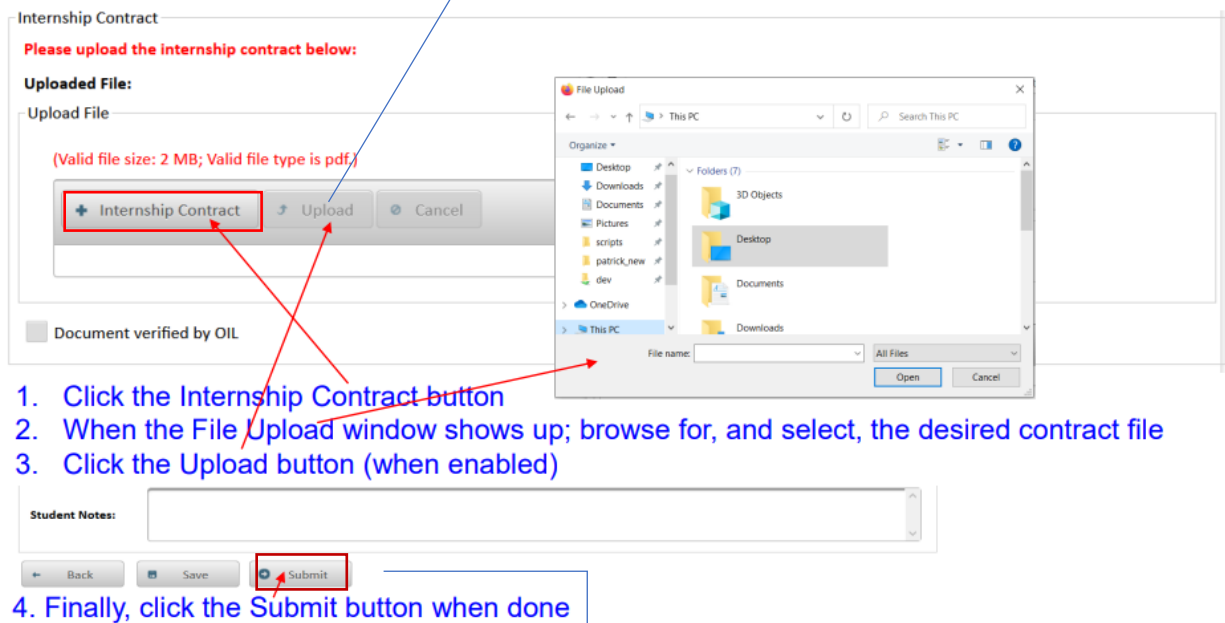 Internship Contract
Please upload the internship contract below:
Uploaded File:
Upload File
(Valid file size: 2 MB; Valid file type is pdf.)
Internship Contract
Upload
Cancel
Document verified by OIL
File Upload
This PC
Search This PC
Organize
Desktop
Downloads
Documents
Pictures
scripts
patrick_new
dev
OneDrive
This PC
Folders (7)
3D Objects
Desktop
Documents
Downloads
File name:
All Files
Open
Cancel
1. Click the Internship Contract button
2. When the File Upload window shows up; browse for, and select, the desired contract file
3. Click the Upload button (when enabled)
Student Notes:
Back
Save
Submit
4. Finally, click the Submit button when done